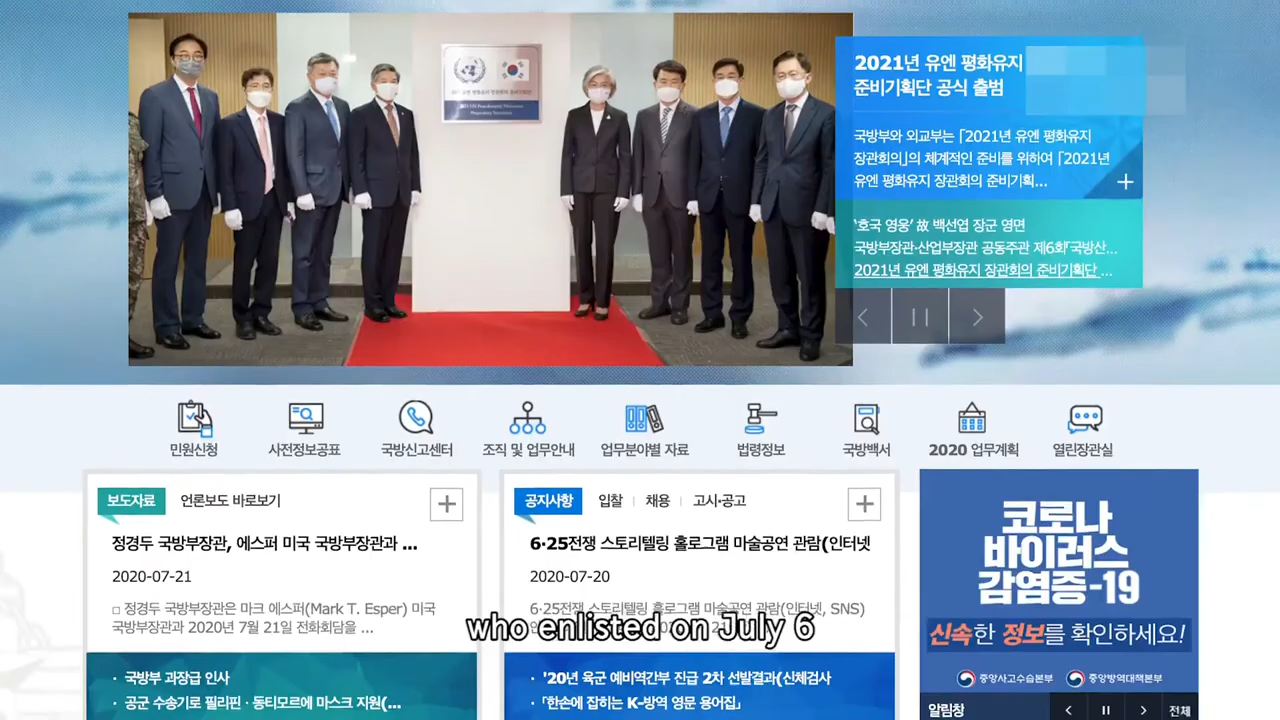 2021년 유엔 평화유지
준비기획단 공식 출범
국방부와 외교부는 「2021년 유엔 평화유지
장관회의」의 체계적인 준비를 위하여 「2021년
유엔 평화유지 장관회의 준비기획...
'호국 영웅' 故 백선엽 장군 영면
국방부장관·산업부장관 공동주관 제6회「국방산...
2021년 유엔 평화유지 장관회의 준비기획단 ...
민원신청
사전정보공표
국방신고센터
조직 및 업무안내
업무분야별 자료
법령정보
국방백서
2020 업무계획
열린장관실
보도자료 언론보도 바로보기
정경두 국방부장관, 에스퍼 미국 국방부장관과 ...
2020-07-21
□ 정경두 국방부장관은 마크 에스퍼(Mark T. Esper) 미국
국방부장관과 2020년 7월 21일 전화회담을 ...
· 국방부 과장급 인사
· 공군 수송기로 필리핀 · 동티모르에 마스크 지원(...
공지사항 입찰 채용 고시·공고
6·25전쟁 스토리텔링 홀로그램 마술공연 관람(인터넷
2020-07-20
6·25전쟁 스토리텔링 홀로그램 마술공연 관람(인터넷, SNS)
who enlisted on July 6
· '20년 육군 예비역간부 진급 2차 선발결과(신체검사
· 「한손에 잡히는 K-방역 영문 용어집」
코로나
바이러스
감염증-19
신속한 정보를 확인하세요!
중앙사고수습본부 중앙방역대책본부
알림창
전체